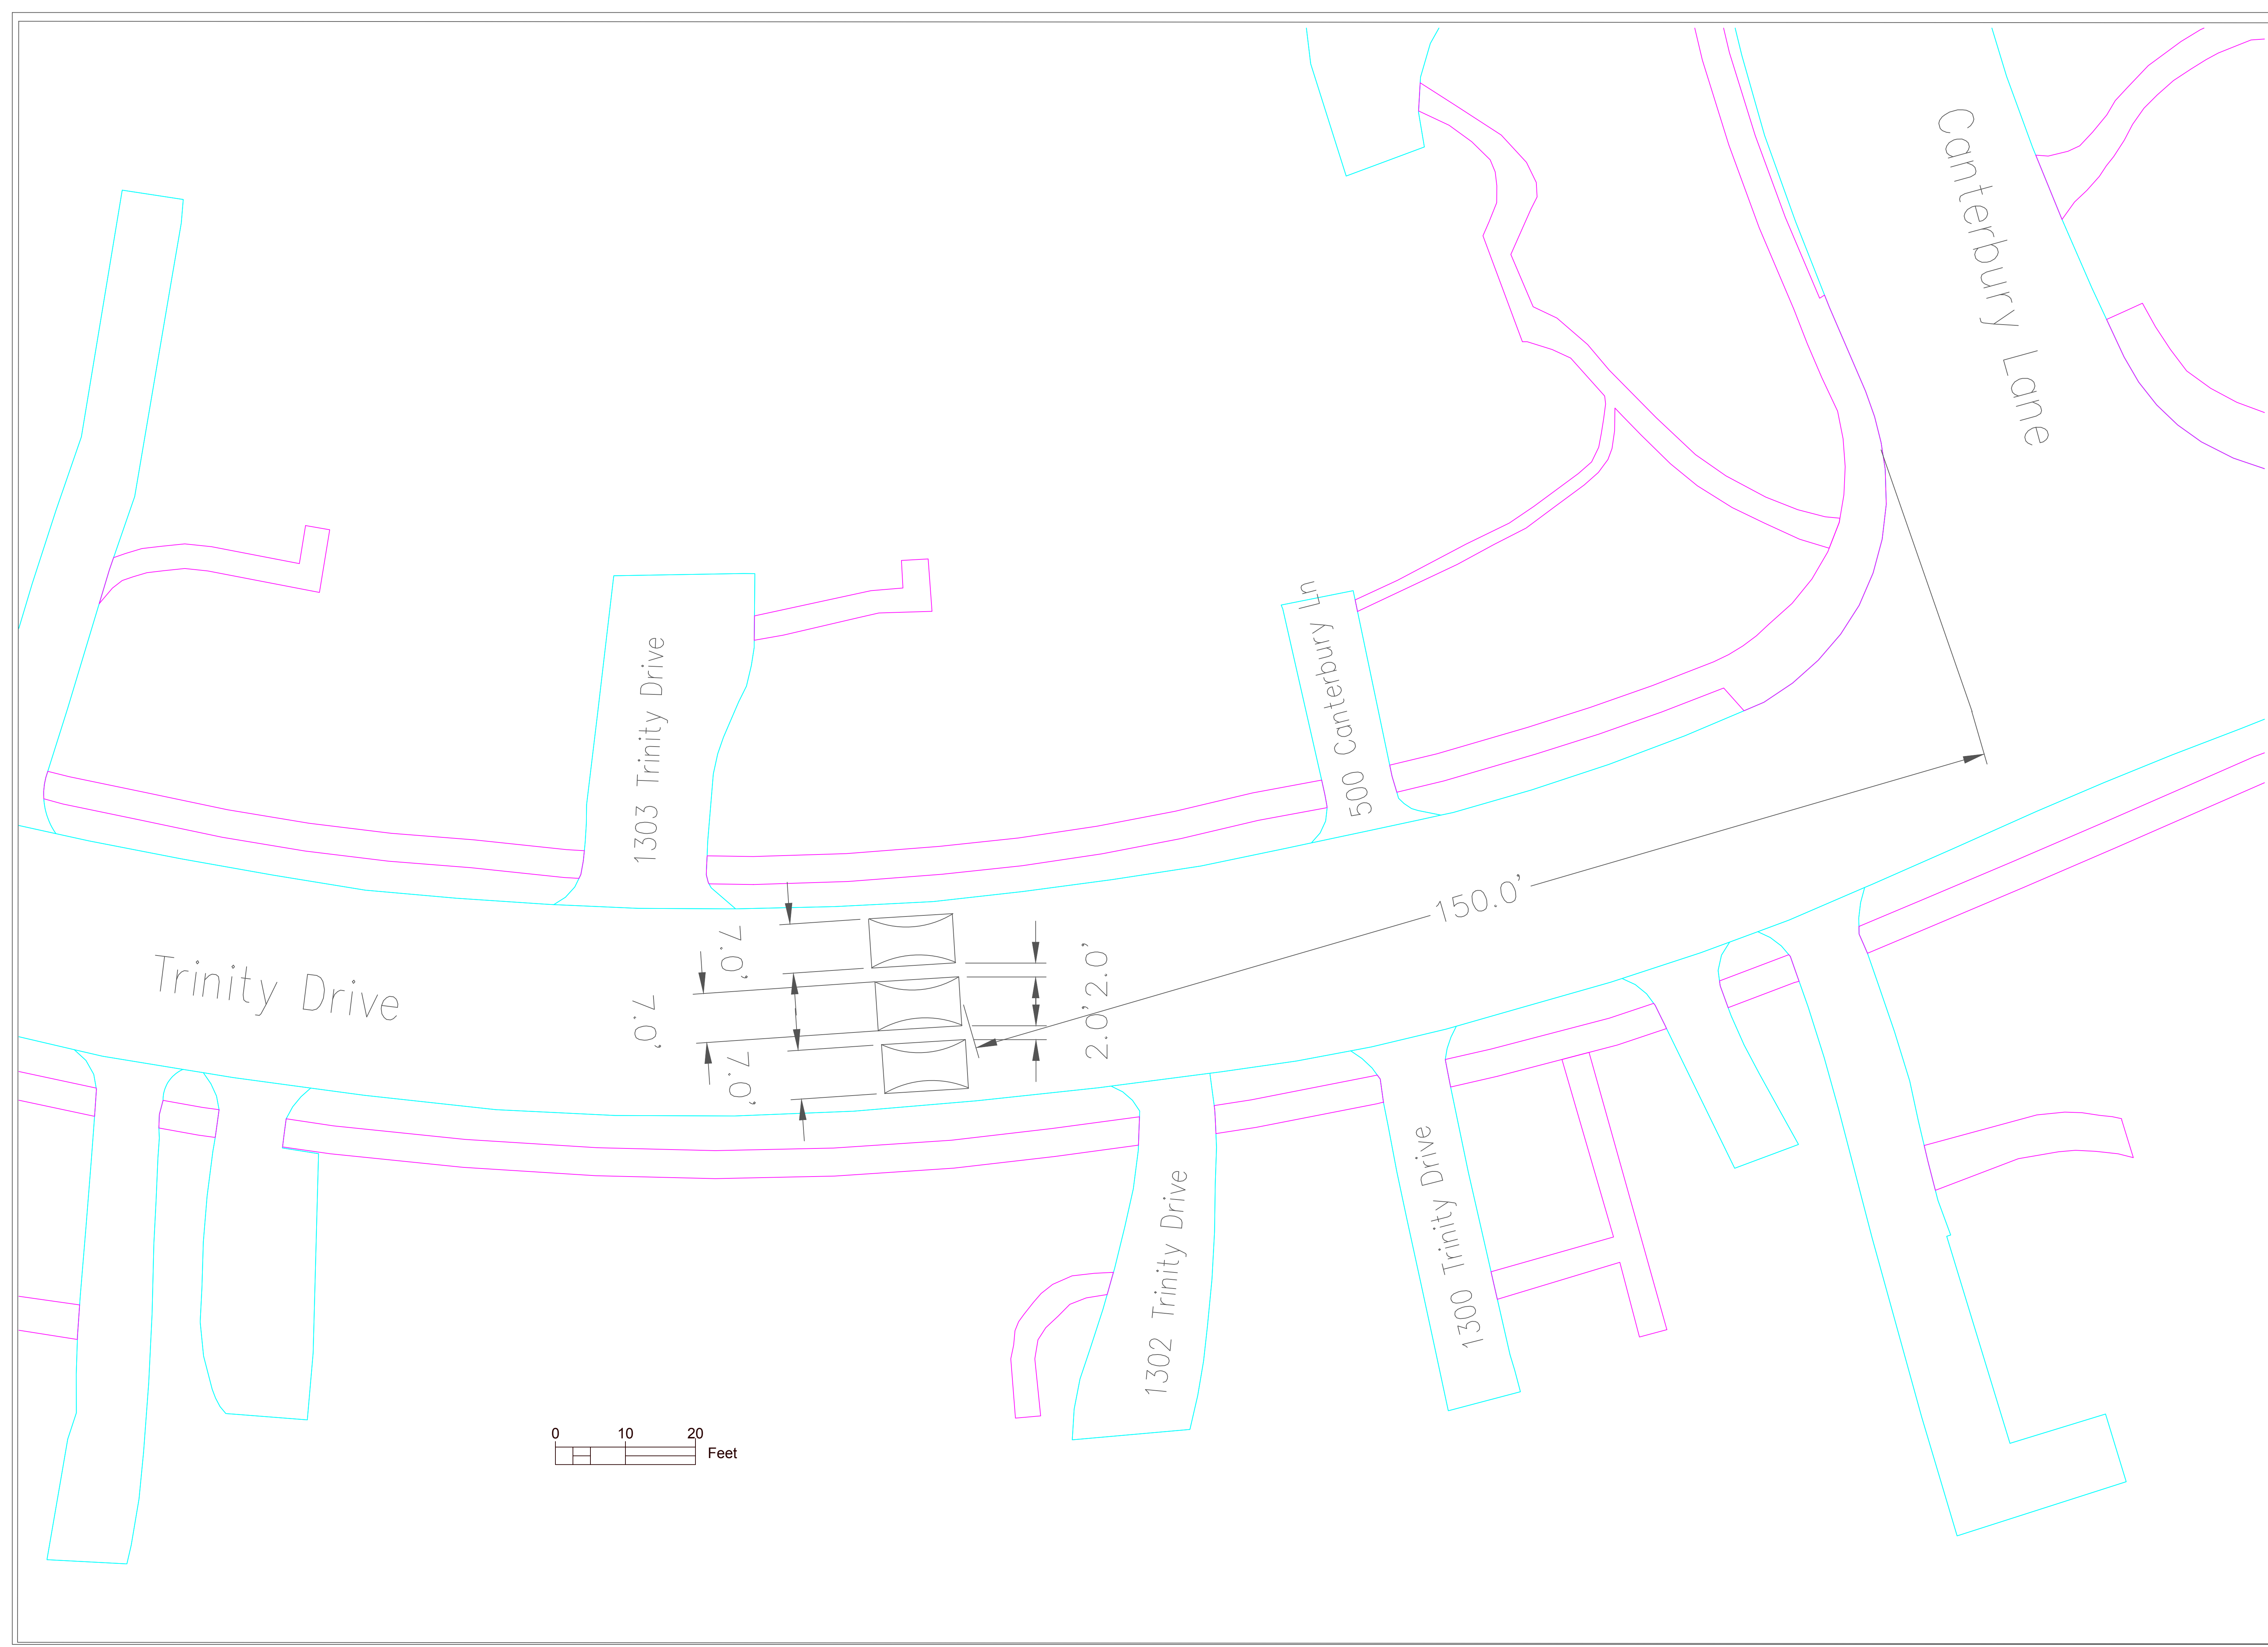 Canterbury Lane
1303 Trinity Drive
500 Canterbury Ln
150.0'
Trinity Drive
7.0'
7.0'
7.0'
2.0'
2.0'
1302 Trinity Drive
1300 Trinity Drive
0 10 20
Feet